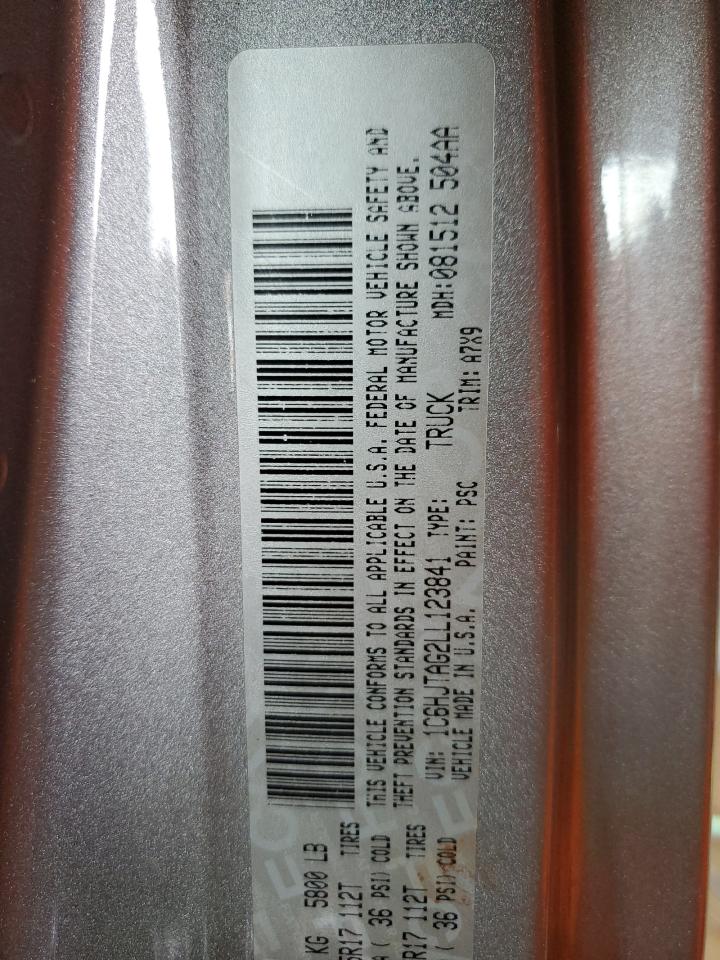 KG 5800 LB
5R17 112T TIRES
( 36 PSI) COLD
R17 112T TIRES
( 36 PSI) COLD
THIS VEHICLE CONFORMS TO ALL APPLICABLE U.S.A. FEDERAL MOTOR VEHICLE SAFETY AND
THEFT PREVENTION STANDARDS IN EFFECT ON THE DATE OF MANUFACTURE SHOWN ABOVE.
VIN: 1C6HJTAG2LL123841 TYPE: TRUCK MDH:081512 504AA
VEHICLE MADE IN U.S.A. PAINT: PSC TRIM: A7X9